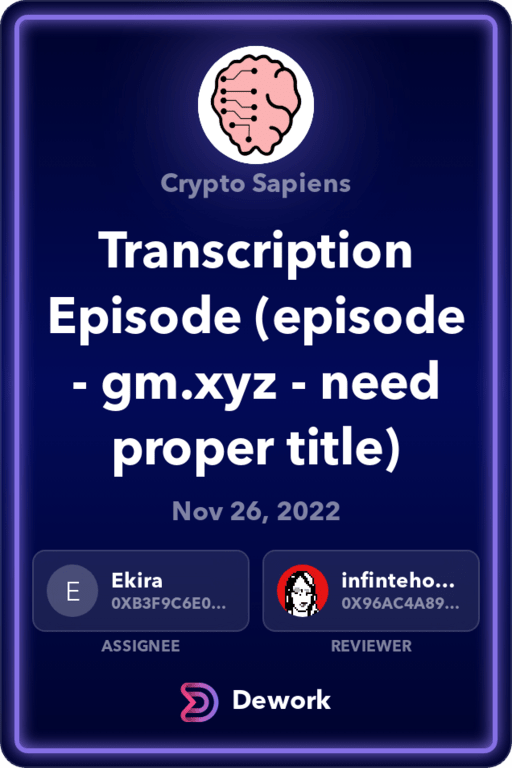 Crypto Sapiens
Transcription
Episode (episode
- gm.xyz - need
proper title)
Nov 26, 2022
E
Ekira
0XB3F9C6E0...
infinteho...
0X96AC4A89...
ASSIGNEE
REVIEWER
Dework